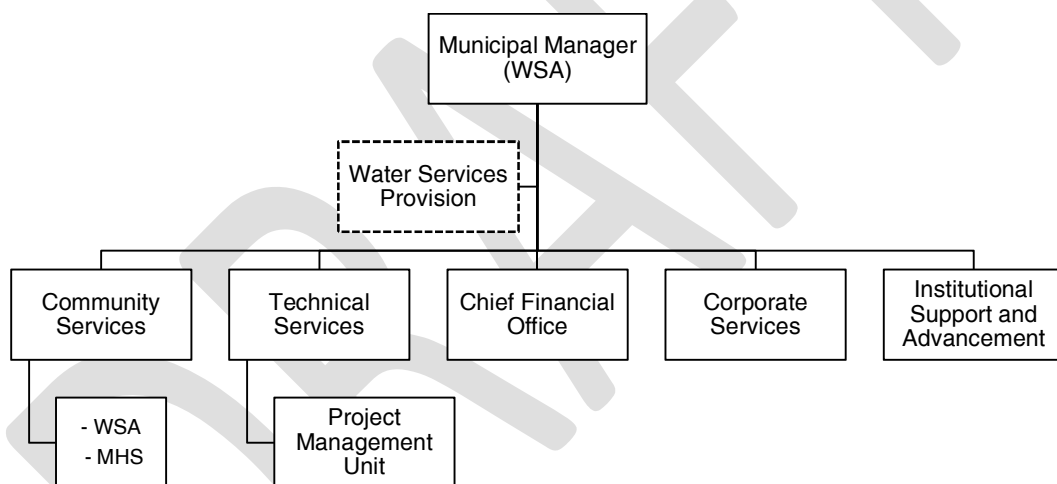 Municipal Manager
(WSA)
Water Services
Provision
Community
Services
Technical
Services
Chief Financial
Office
Corporate
Services
Institutional
Support and
Advancement
- WSA
- MHS
Project
Management
Unit
DRAFT